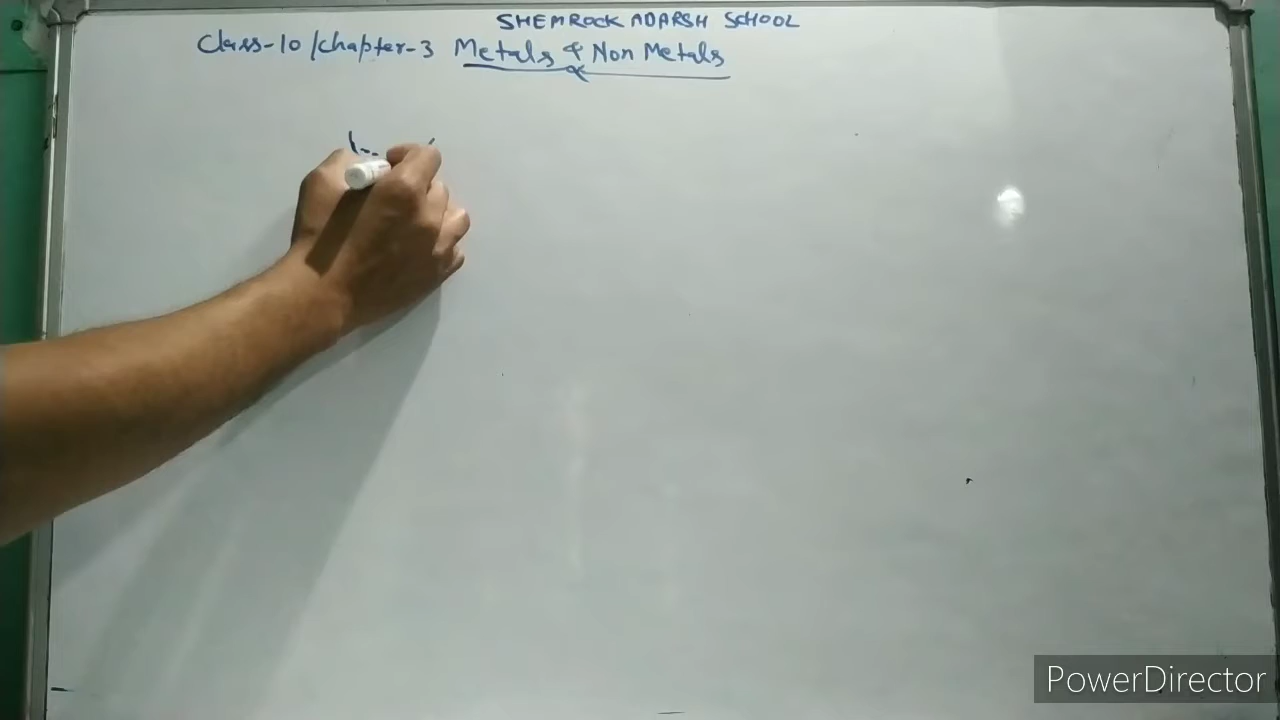 SHEMROCK ADARSH SCHOOL
Class-10/chapter-3 Metals & Non Metals
PowerDirector